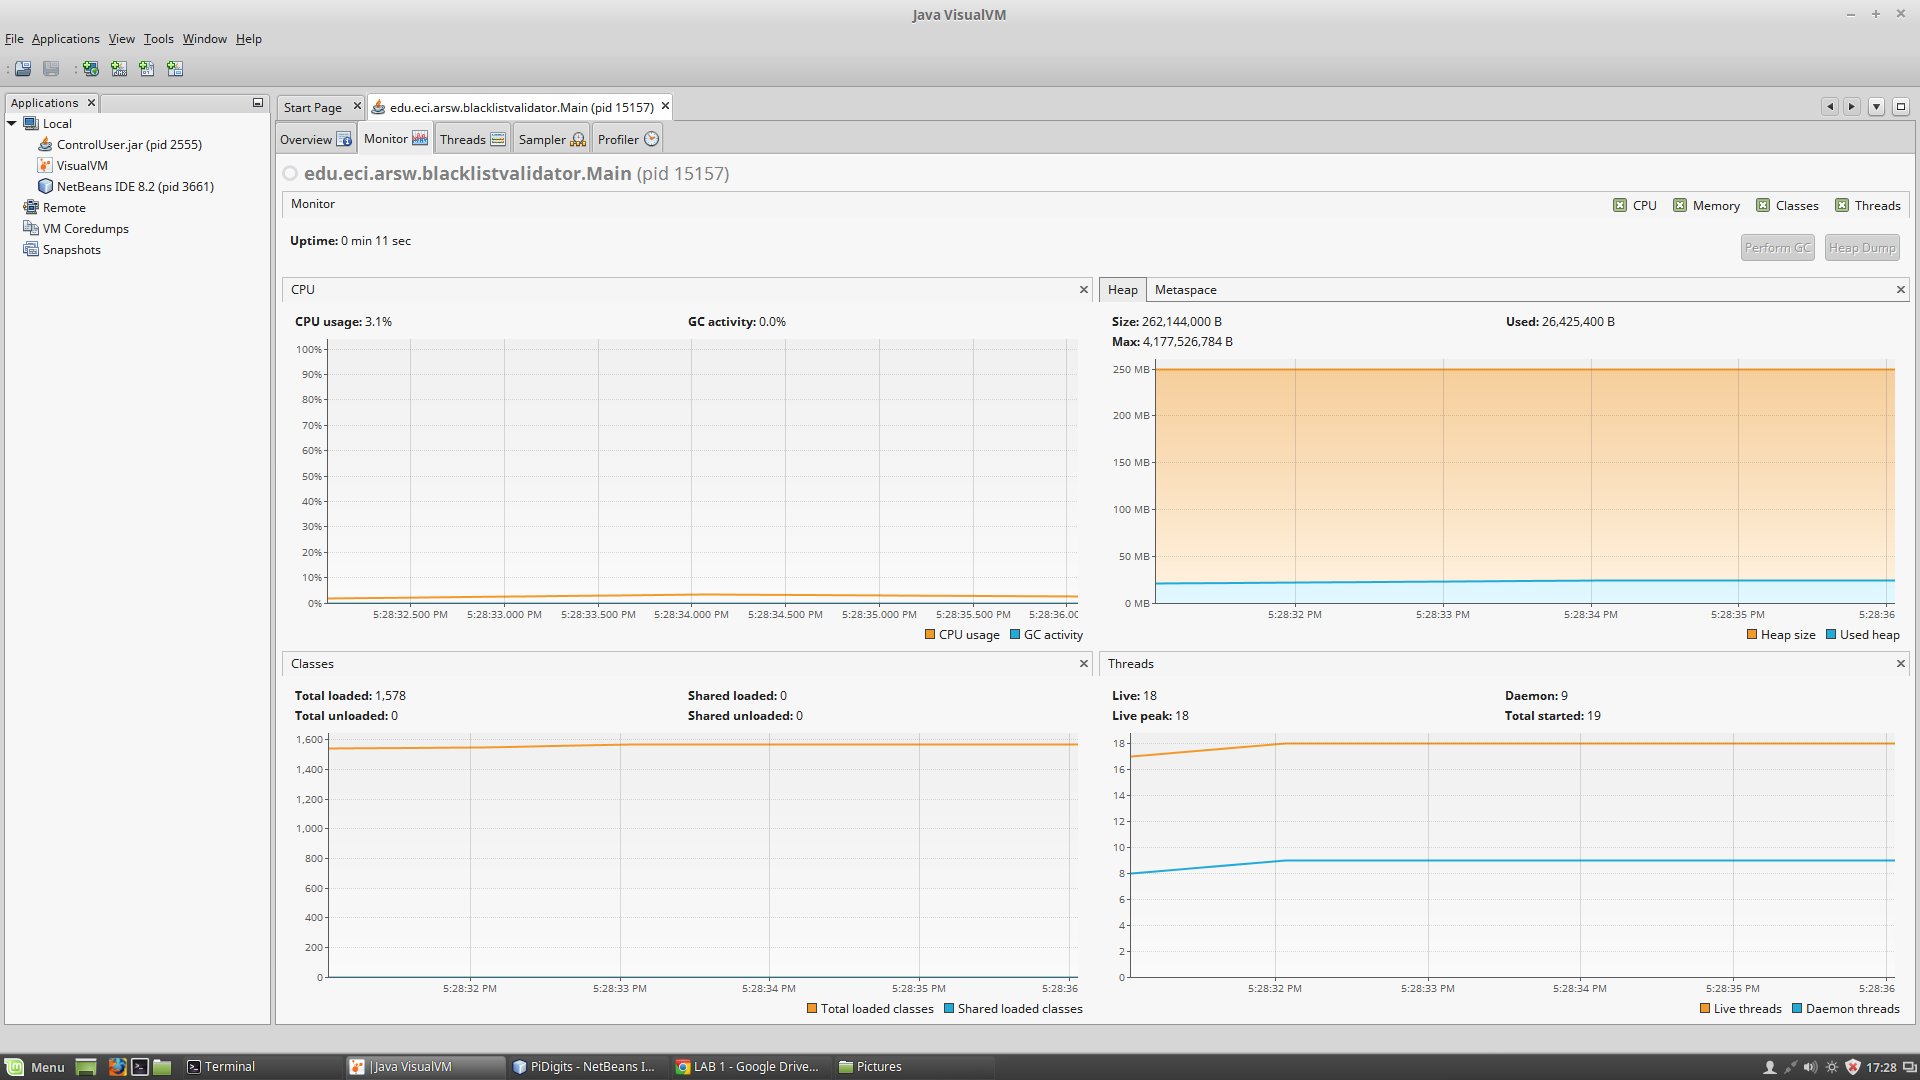 Java VisualVM
File Applications View Tools Window Help
Applications
Start Page
edu.eci.arsw.blacklistvalidator.Main (pid 15157)
Local
ControlUser.jar (pid 2555)
VisualVM
NetBeans IDE 8.2 (pid 3661)
Remote
VM Coredumps
Snapshots
Overview Monitor Threads Sampler Profiler
edu.eci.arsw.blacklistvalidator.Main (pid 15157)
Monitor
CPU Memory Classes Threads
Uptime: 0 min 11 sec
Perform GC Heap Dump
CPU
CPU usage: 3.1% GC activity: 0.0%
100%
90%
80%
70%
60%
50%
40%
30%
20%
10%
0%
5:28:32.500 PM 5:28:33.000 PM 5:28:33.500 PM 5:28:34.000 PM 5:28:34.500 PM 5:28:35.000 PM 5:28:35.500 PM 5:28:36.0
CPU usage GC activity
Heap Metaspace
Size: 262,144,000 B Used: 26,425,400 B
Max: 4,177,526,784 B
250 MB
200 MB
150 MB
100 MB
50 MB
0 MB
5:28:32 PM 5:28:33 PM 5:28:34 PM 5:28:35 PM 5:28:36
Heap size Used heap
Classes
Total loaded: 1,578 Shared loaded: 0
Total unloaded: 0 Shared unloaded: 0
1,600
1,400
1,200
1,000
800
600
400
200
0
5:28:32 PM 5:28:33 PM 5:28:34 PM 5:28:35 PM 5:28:36
Total loaded classes Shared loaded classes
Threads
Live: 18 Daemon: 9
Live peak: 18 Total started: 19
18
16
14
12
10
8
6
4
2
0
5:28:32 PM 5:28:33 PM 5:28:34 PM 5:28:35 PM 5:28:36
Live threads Daemon threads
Menu Terminal Java VisualVM PiDigits - NetBeans I... LAB 1 - Google Drive... Pictures 17:28